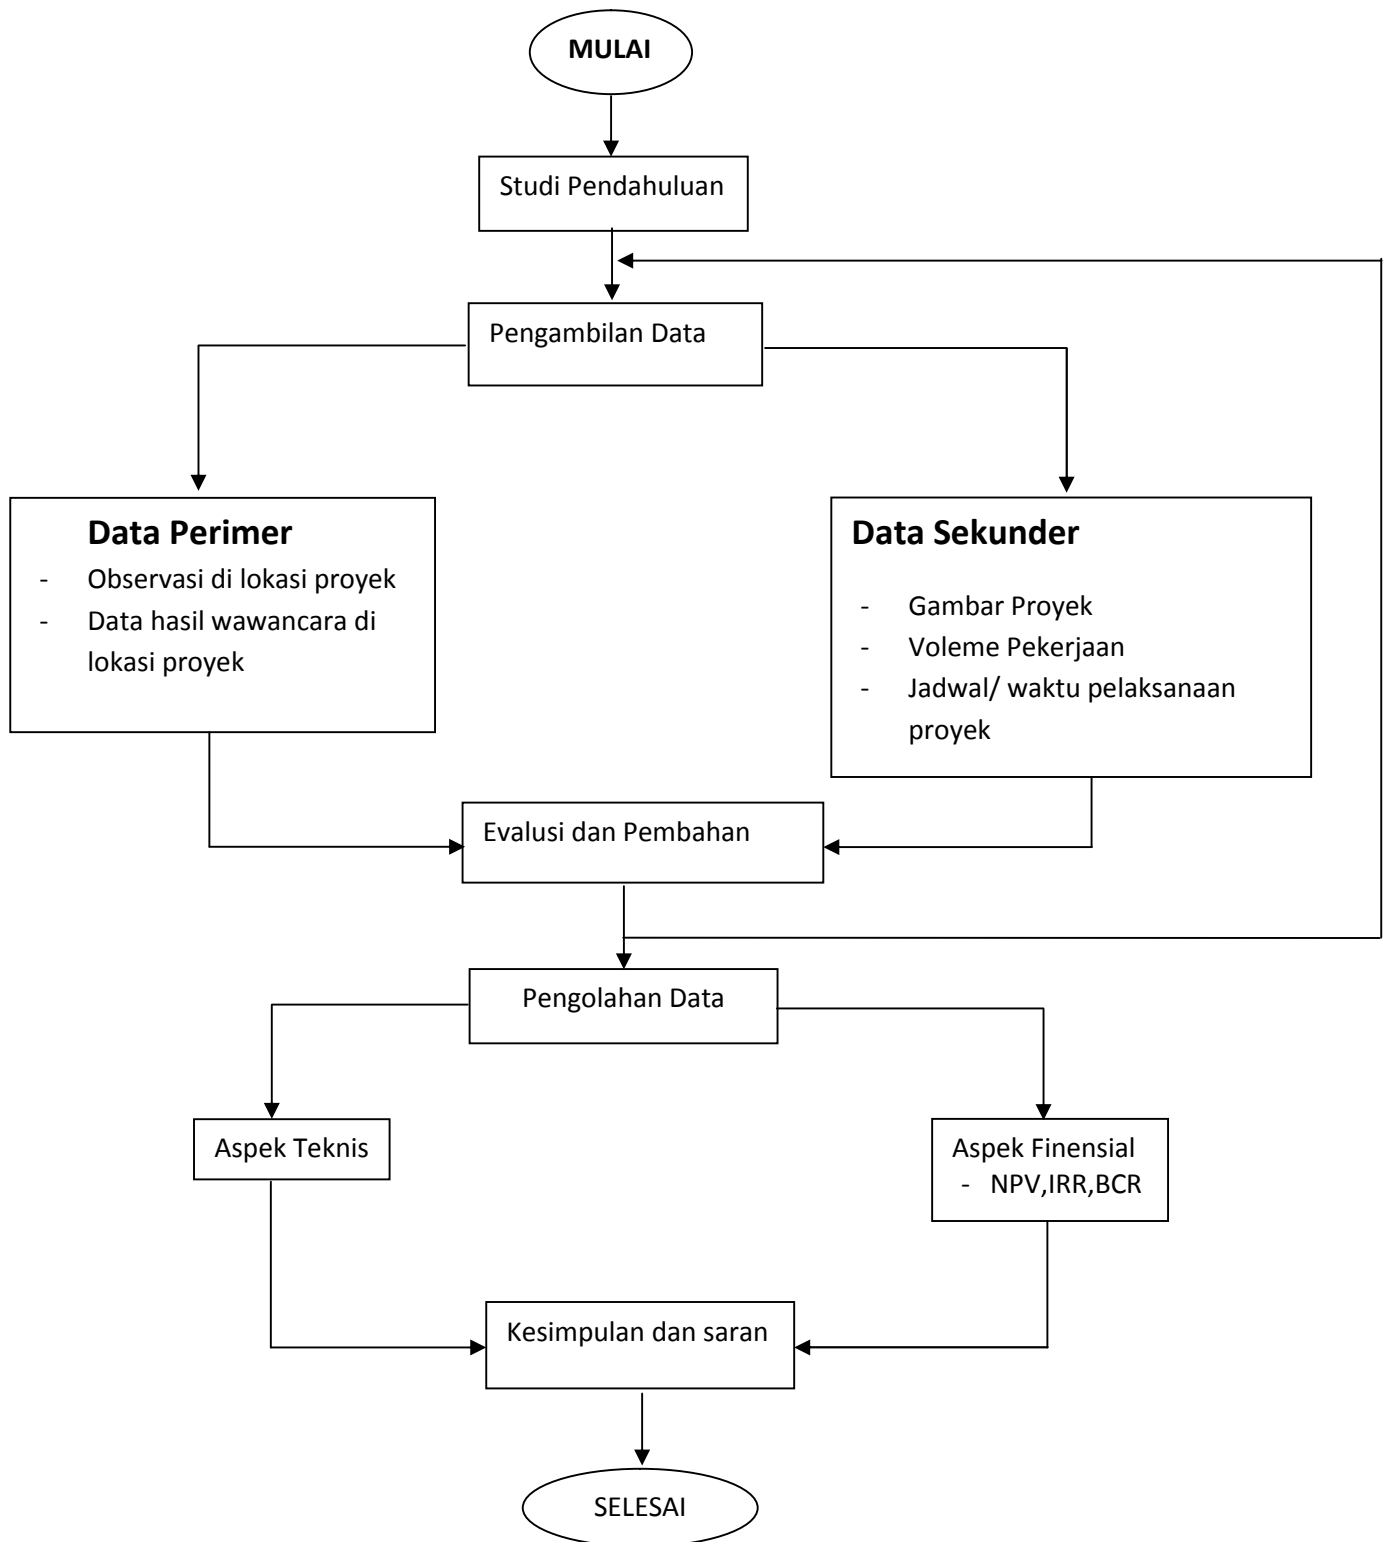 MULAI
Studi Pendahuluan
Pengambilan Data
Data Perimer
- Observasi di lokasi proyek
- Data hasil wawancara di
lokasi proyek
Data Sekunder
- Gambar Proyek
- Voleme Pekerjaan
- Jadwal/ waktu pelaksanaan
proyek
Evalusi dan Pembahan
Pengolahan Data
Aspek Teknis
Aspek Finensial
- NPV,IRR,BCR
Kesimpulan dan saran
SELESAI